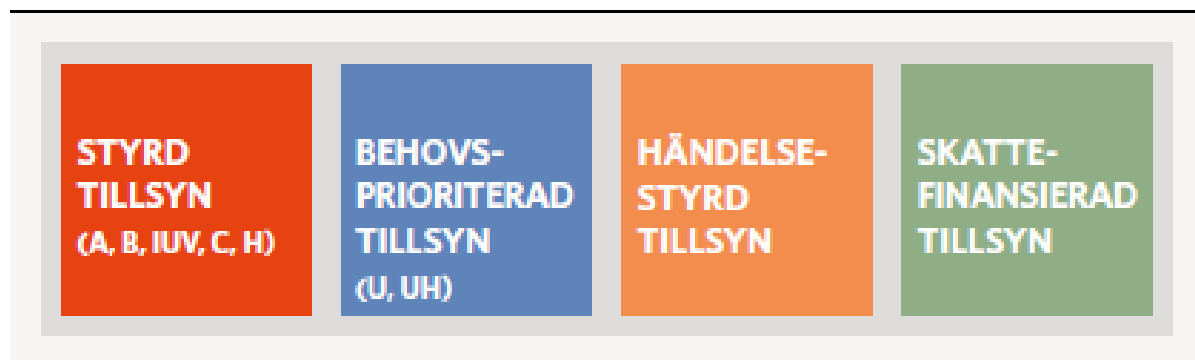 STYRD
TILLSYN
(A, B, IUV, C, H)
BEHOVS-
PRIORITERAD
TILLSYN
(U, UH)
HÄNDELSE-
STYRD
TILLSYN
SKATTE-
FINANSIERAD
TILLSYN